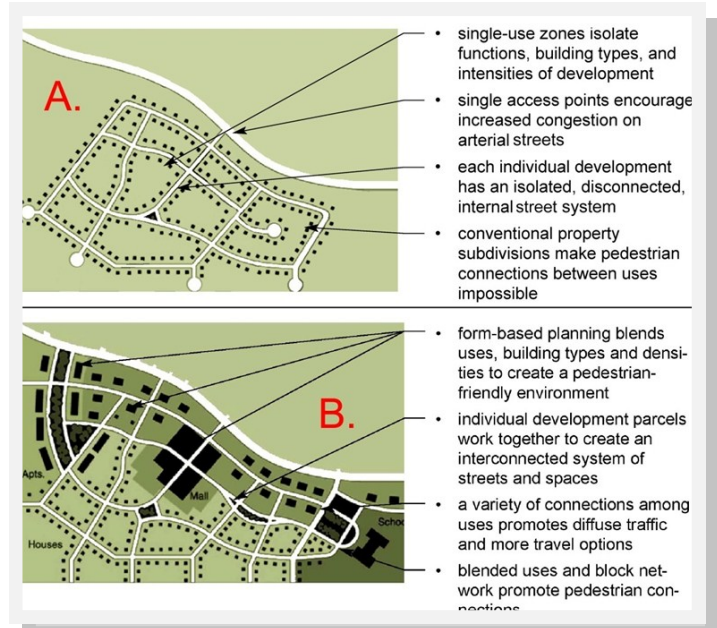 A.
• single-use zones isolate
functions, building types, and
intensities of development
• single access points encourage
increased congestion on
arterial streets
• each individual development
has an isolated, disconnected,
internal street system
• conventional property
subdivisions make pedestrian
connections between uses
impossible
B.
Apts.
Mall
Houses
Schoo
• form-based planning blends
uses, building types and densi-
ties to create a pedestrian-
friendly environment
• individual development parcels
work together to create an
interconnected system of
streets and spaces
• a variety of connections among
uses promotes diffuse traffic
and more travel options
• blended uses and block net-
work promote pedestrian con-
nections